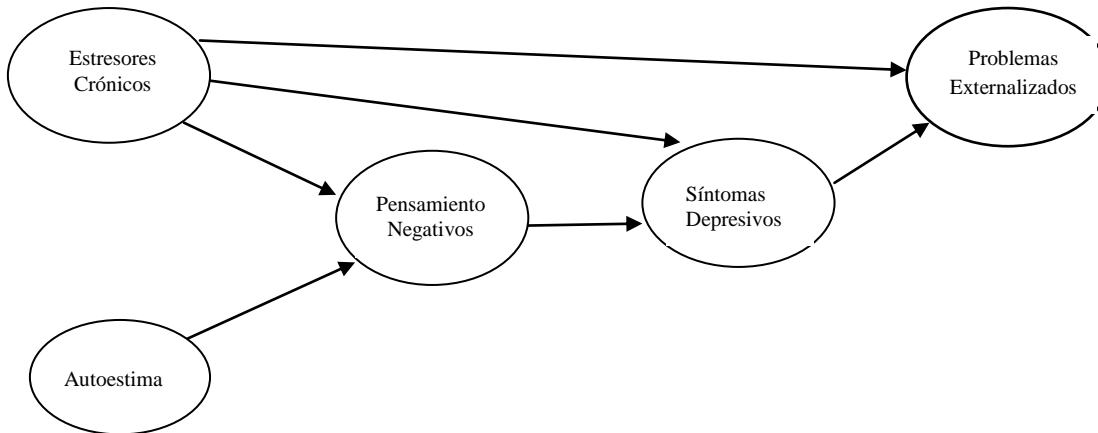 Estresores
Crónicos
Problemas
Externalizados
Pensamiento
Negativos
Síntomas
Depresivos
Autoestima